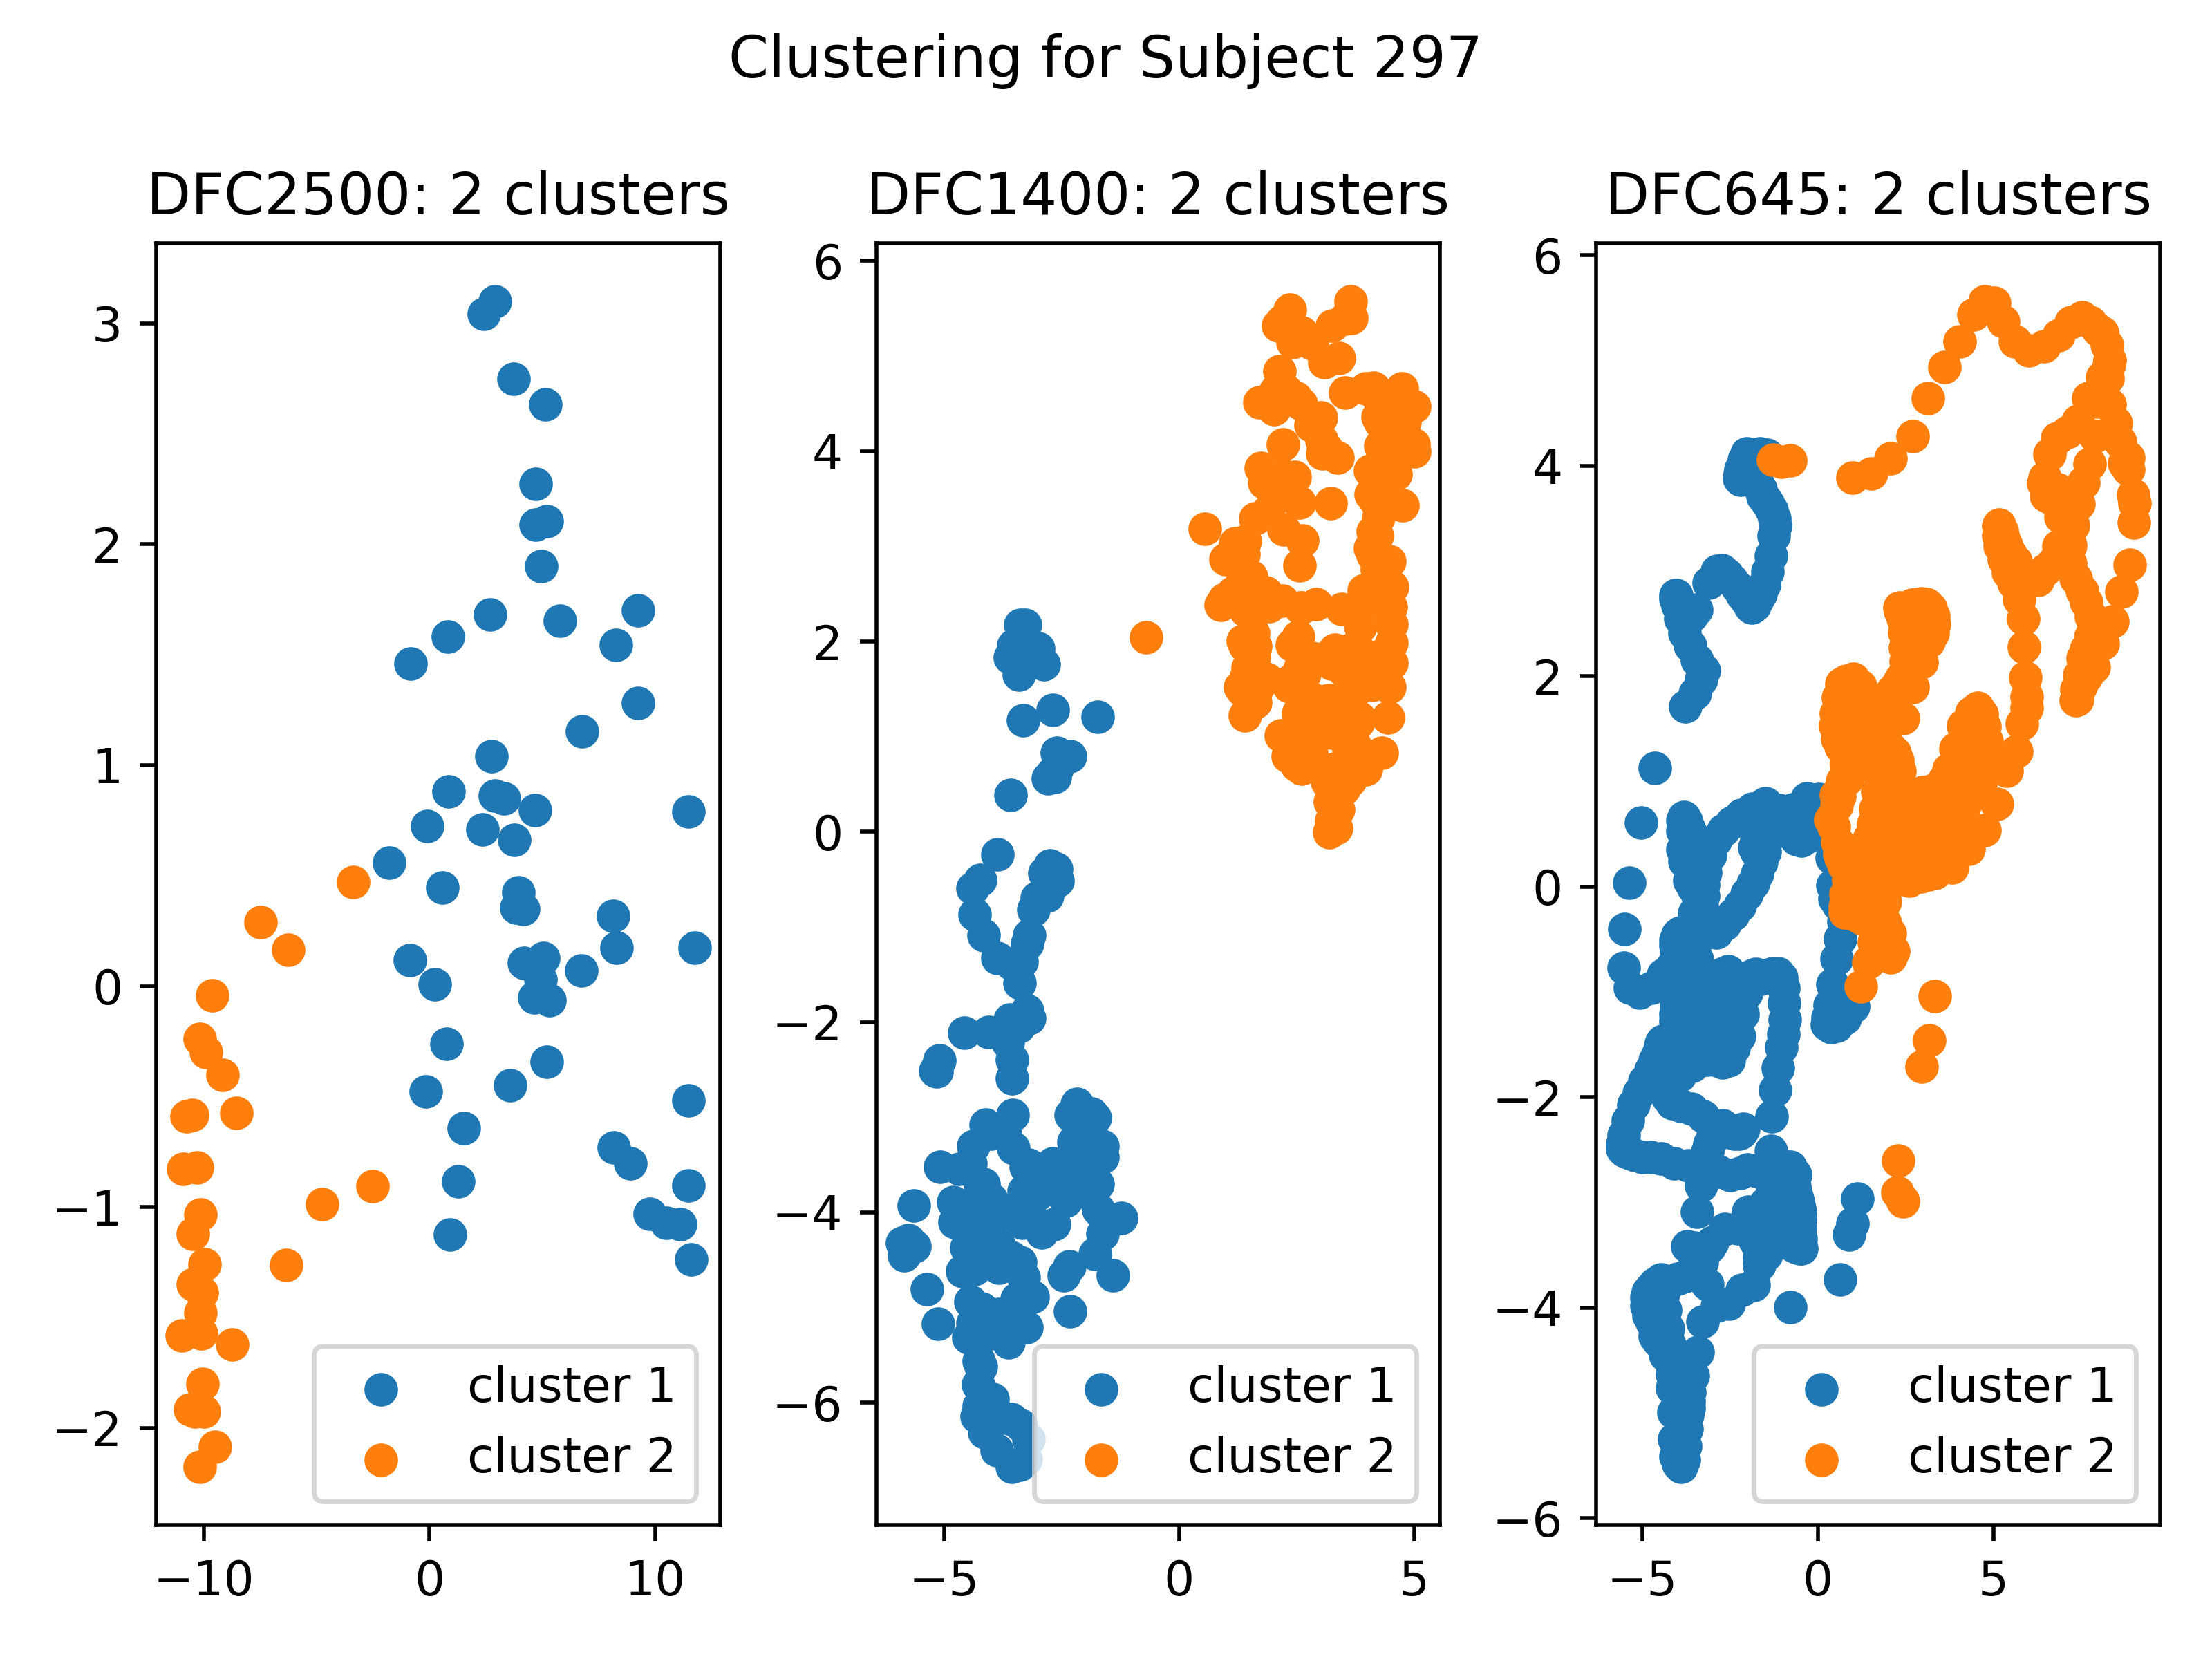 Clustering for Subject 297
DFC2500: 2 clusters
3
2
1
0
−1
−2
−10
0
10
cluster 1
cluster 2
DFC1400: 2 clusters
6
4
2
0
−2
−4
−6
−5
0
5
cluster 1
cluster 2
DFC645: 2 clusters
6
4
2
0
−2
−4
−6
−5
0
5
cluster 1
cluster 2